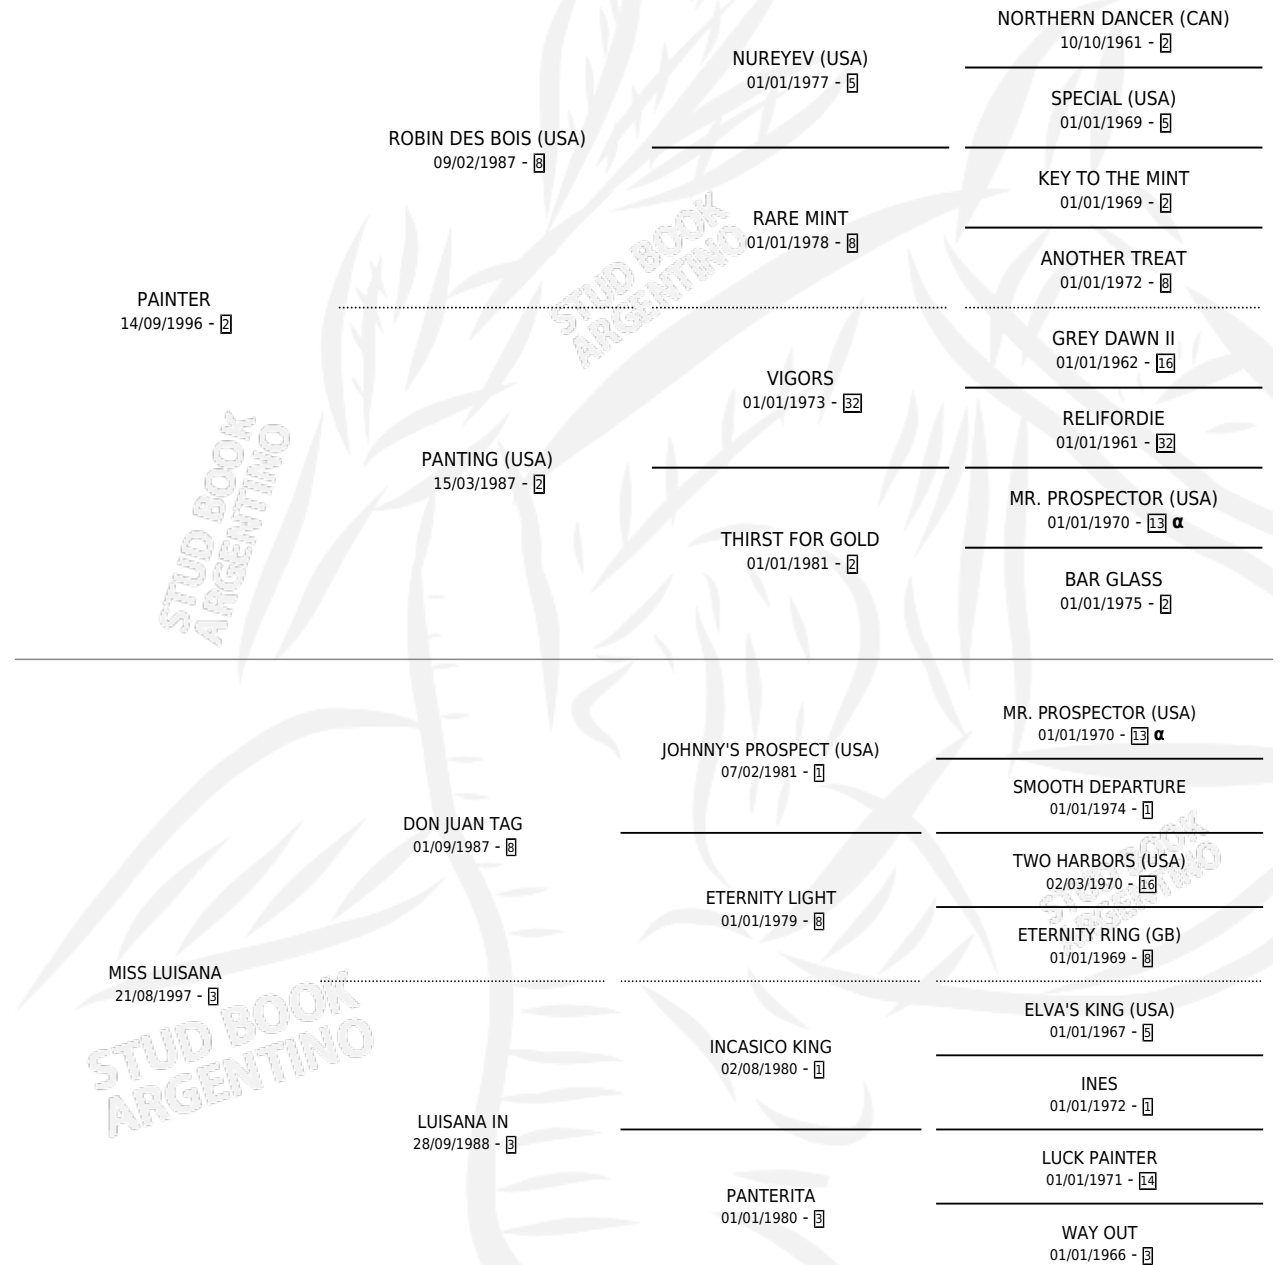 NORTHERN DANCER (CAN)
10/10/1961 - 2
NUREYEV (USA)
01/01/1977 - 5
SPECIAL (USA)
01/01/1969 - 5
ROBIN DES BOIS (USA)
09/02/1987 - 8
KEY TO THE MINT
01/01/1969 - 2
RARE MINT
01/01/1978 - 8
ANOTHER TREAT
01/01/1972 - 8
PAINTER
14/09/1996 - 2
GREY DAWN II
01/01/1962 - 16
VIGORS
01/01/1973 - 32
RELIFORDIE
01/01/1961 - 32
PANTING (USA)
15/03/1987 - 2
MR. PROSPECTOR (USA)
01/01/1970 - 13 α
THIRST FOR GOLD
01/01/1981 - 2
BAR GLASS
01/01/1975 - 2
MR. PROSPECTOR (USA)
01/01/1970 - 13 α
JOHNNY'S PROSPECT (USA)
07/02/1981 - 1
SMOOTH DEPARTURE
01/01/1974 - 1
DON JUAN TAG
01/09/1987 - 8
TWO HARBORS (USA)
02/03/1970 - 16
ETERNITY LIGHT
01/01/1979 - 8
ETERNITY RING (GB)
01/01/1969 - 8
MISS LUISANA
21/08/1997 - 3
ELVA'S KING (USA)
01/01/1967 - 5
INCASICO KING
02/08/1980 - 1
INES
01/01/1972 - 1
LUISANA IN
28/09/1988 - 3
LUCK PAINTER
01/01/1971 - 14
PANTERITA
01/01/1980 - 3
WAY OUT
01/01/1966 - 3
STUD BOOK
ARGENTINO
STUD BOOK
ARGENTINO
STUD BOOK
ARGENTINO
STUD BOOK
ARGENTINO